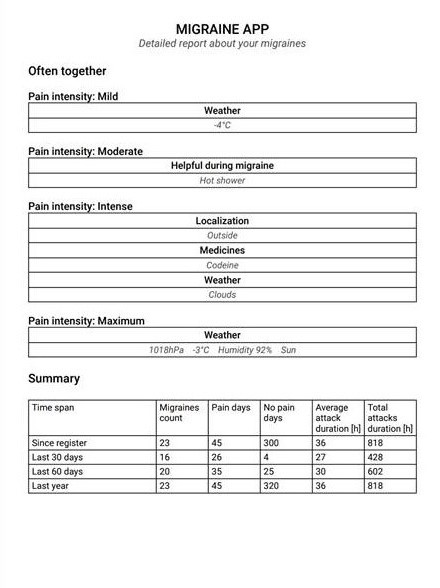 MIGRAINE APP
Detailed report about your migraines
Often together
Pain intensity: Mild
Weather
-4°C
Pain intensity: Moderate
Helpful during migraine
Hot shower
Pain intensity: Intense
Localization
Outside
Medicines
Codeine
Weather
Clouds
Pain intensity: Maximum
Weather
1018hPa -3°C Humidity 92% Sun
Summary
Time span Migraines count Pain days No pain days Average attack duration [h] Total attacks duration [h]
Since register 23 45 300 36 818
Last 30 days 16 26 4 27 428
Last 60 days 20 35 25 30 602
Last year 23 45 320 36 818